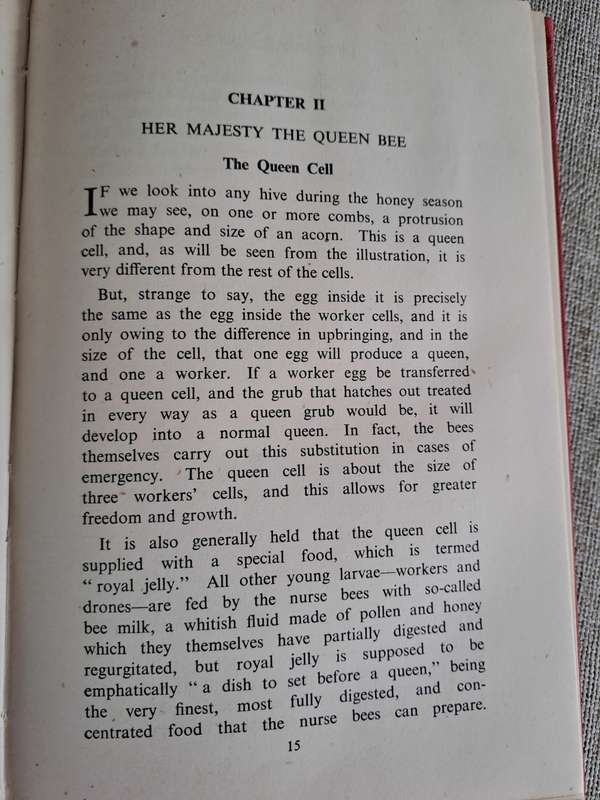 CHAPTER II
HER MAJESTY THE QUEEN BEE
The Queen Cell
IF we look into any hive during the honey season
we may see, on one or more combs, a protrusion
of the shape and size of an acorn. This is a queen
cell, and, as will be seen from the illustration, it is
very different from the rest of the cells.
But, strange to say, the egg inside it is precisely
the same as the egg inside the worker cells, and it is
only owing to the difference in upbringing, and in the
size of the cell, that one egg will produce a queen,
and one a worker. If a worker egg be transferred
to a queen cell, and the grub that hatches out treated
in every way as a queen grub would be, it will
develop into a normal queen. In fact, the bees
themselves carry out this substitution in cases of
emergency. The queen cell is about the size of
three workers' cells, and this allows for greater
freedom and growth.
It is also generally held that the queen cell is
supplied with a special food, which is termed
“ royal jelly.” All other young larvae—workers and
drones—are fed by the nurse bees with so-called
bee milk, a whitish fluid made of pollen and honey
which they themselves have partially digested and
regurgitated, but royal jelly is supposed to be
emphatically “ a dish to set before a queen,” being
the very finest, most fully digested, and con-
centrated food that the nurse bees can prepare.
15